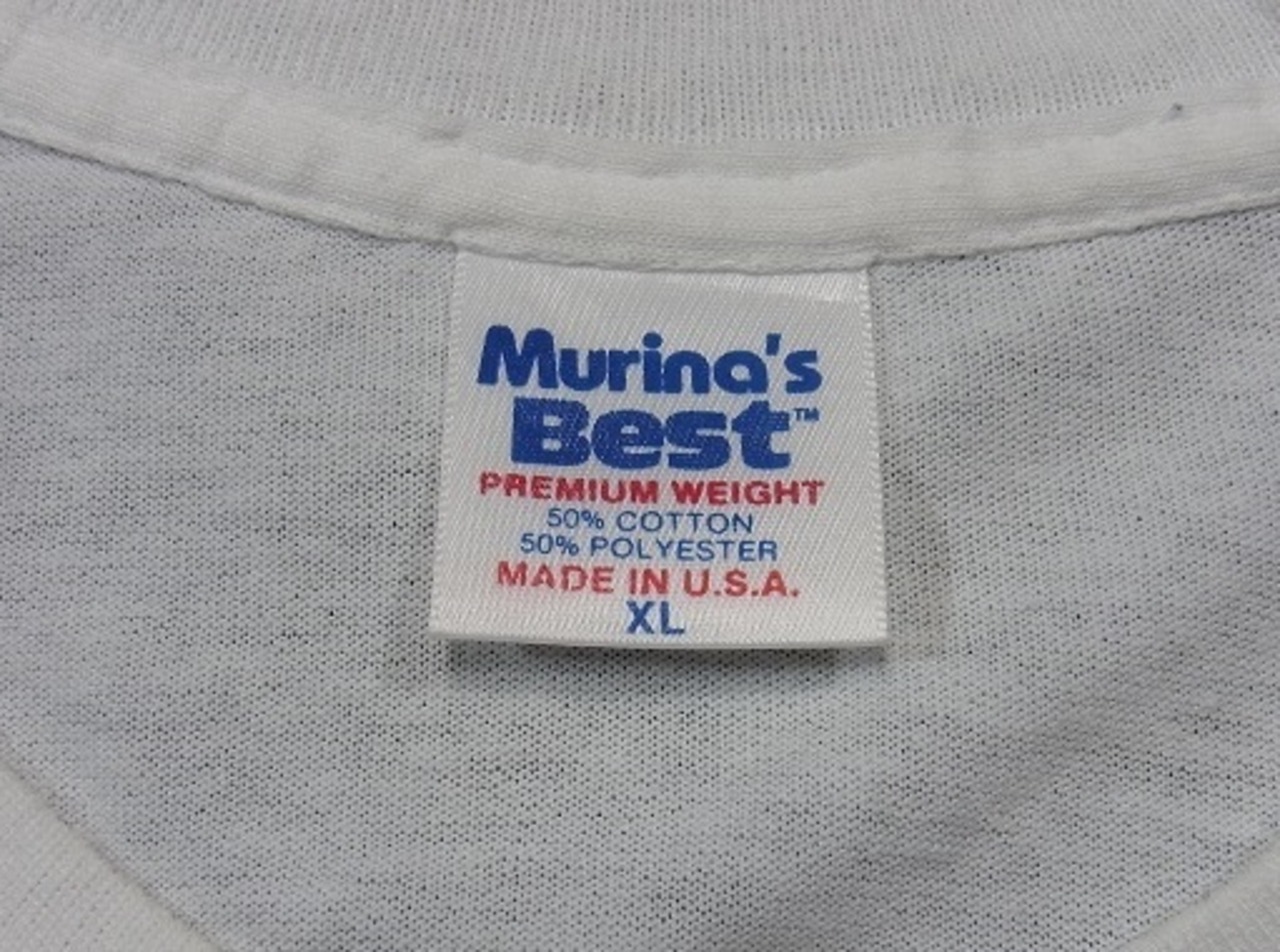 Murina's
Best™
PREMIUM WEIGHT
50% COTTON
50% POLYESTER
MADE IN U.S.A.
XL